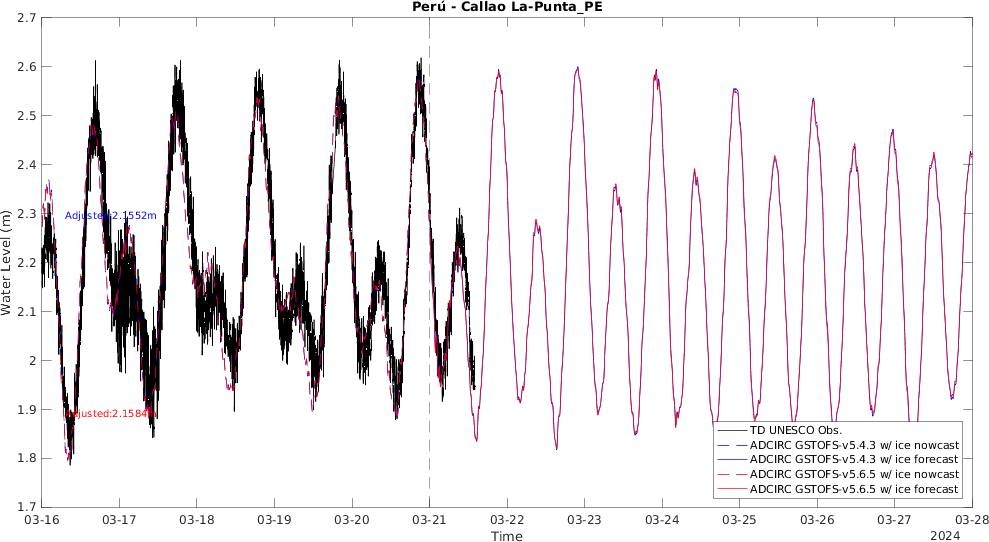 Perú - Callao La-Punta_PE
2.7
2.6
2.5
2.4
2.3
2.2
2.1
2
1.9
1.8
1.7
Water Level (m)
Adjusted:2.1552m
Adjusted:2.1584m
TD UNESCO Obs.
ADCIRC GSTOFS-v5.4.3 w/ ice nowcast
ADCIRC GSTOFS-v5.4.3 w/ ice forecast
ADCIRC GSTOFS-v5.6.5 w/ ice nowcast
ADCIRC GSTOFS-v5.6.5 w/ ice forecast
03-16 03-17 03-18 03-19 03-20 03-21 03-22 03-23 03-24 03-25 03-26 03-27 03-28
Time
2024